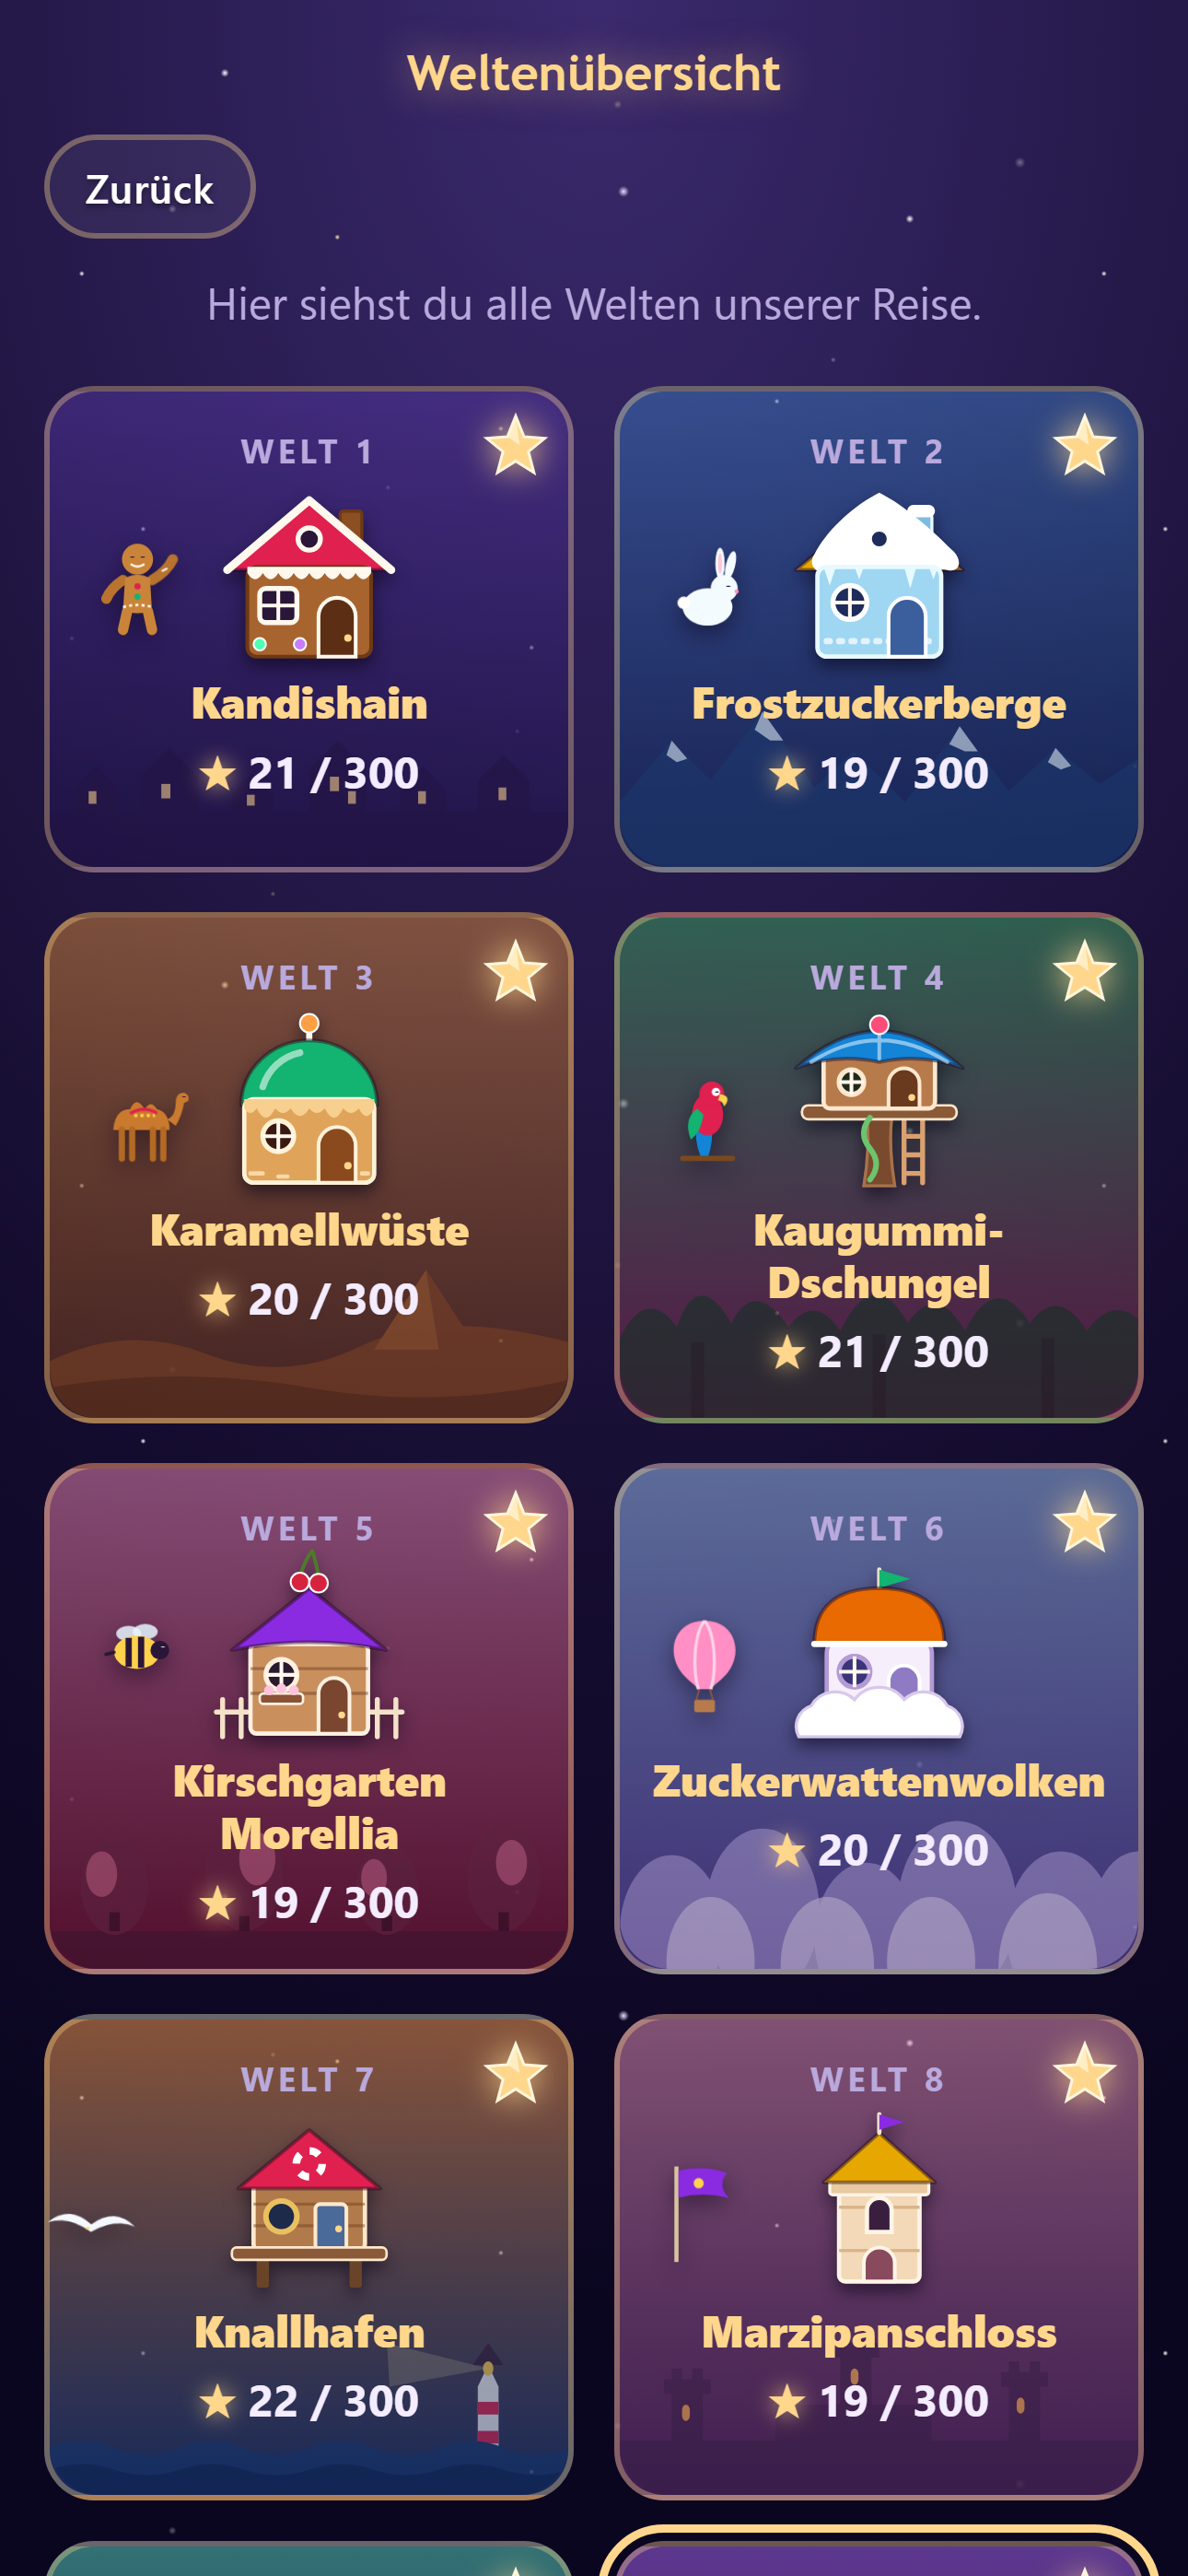 Weltenübersicht
Zurück
Hier siehst du alle Welten unserer Reise.
WELT 1
Kandishain
21 / 300
WELT 2
Frostzuckerberge
19 / 300
WELT 3
Karamellwüste
20 / 300
WELT 4
Kaugummi-
Dschungel
21 / 300
WELT 5
Kirschgarten
Morellia
19 / 300
WELT 6
Zuckerwattenwolken
20 / 300
WELT 7
Knallhafen
22 / 300
WELT 8
Marzipanschloss
19 / 300